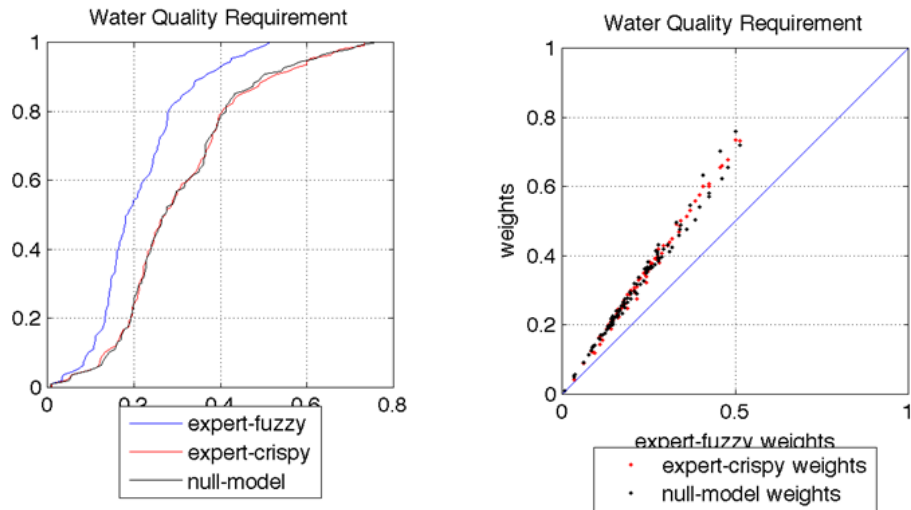 Water Quality Requirement
1
0.8
0.6
0.4
0.2
0
0 0.2 0.4 0.6 0.8
expert-fuzzy
expert-crispy
null-model
Water Quality Requirement
weights
1
0.8
0.6
0.4
0.2
0
0 0.5 1
expert-fuzzy weights
expert-crispy weights
null-model weights